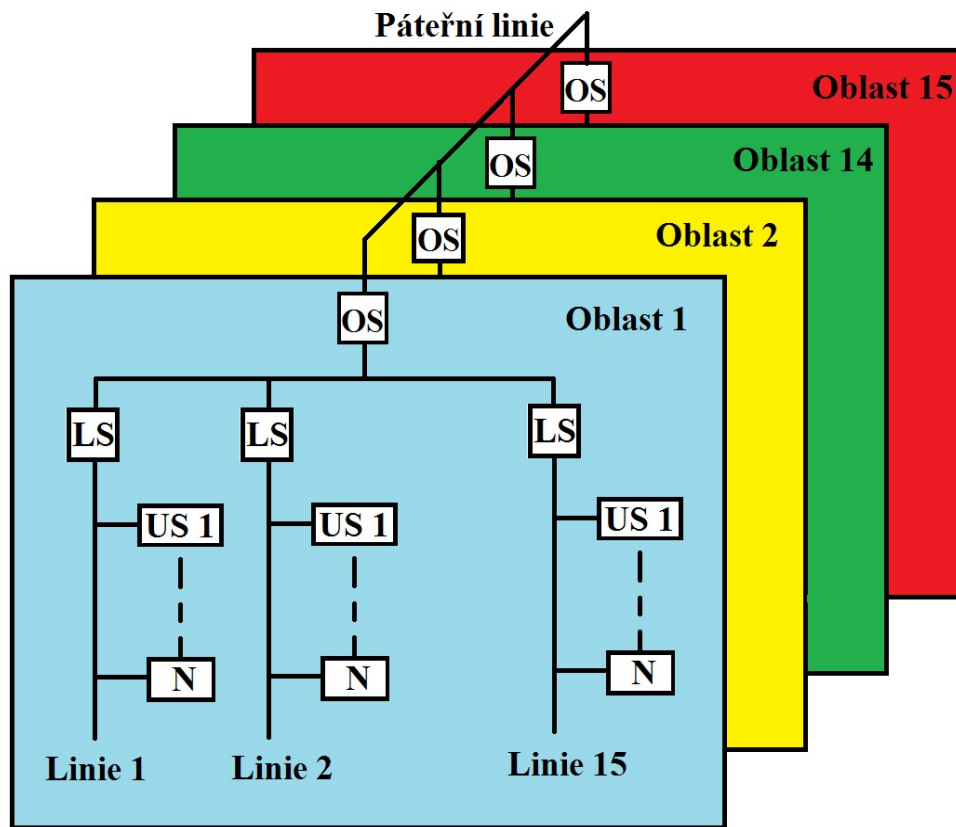 Páteřní linie
OS
Oblast 15
OS
Oblast 14
OS
Oblast 2
OS
Oblast 1
LS
LS
LS
US 1
US 1
US 1
N
N
N
Linie 1
Linie 2
Linie 15